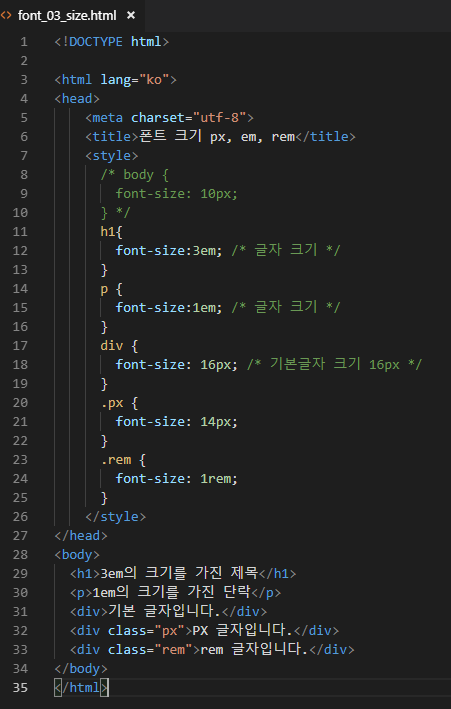 font_03_size.html ×
1 <!DOCTYPE html>
2
3 <html lang="ko">
4 <head>
5     <meta charset="utf-8">
6     <title>폰트 크기 px, em, rem</title>
7     <style>
8       /* body {
9         font-size: 10px;
10       } */
11       h1{
12         font-size:3em; /* 글자 크기 */
13       }
14       p {
15         font-size:1em; /* 글자 크기 */
16       }
17       div {
18         font-size: 16px; /* 기본글자 크기 16px */
19       }
20       .px {
21         font-size: 14px;
22       }
23       .rem {
24         font-size: 1rem;
25       }
26     </style>
27 </head>
28 <body>
29   <h1>3em의 크기를 가진 제목</h1>
30   <p>1em의 크기를 가진 단락</p>
31   <div>기본 글자입니다.</div>
32   <div class="px">PX 글자입니다.</div>
33   <div class="rem">rem 글자입니다.</div>
34 </body>
35 </html>